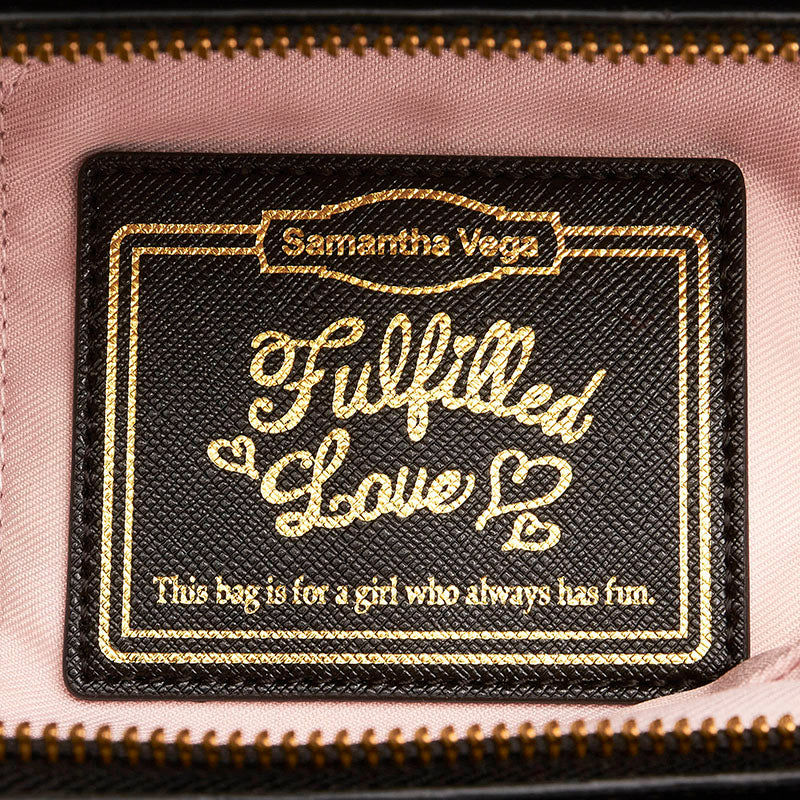 Samantha Vega
Fulfilled
Love
This bag is for a girl who always has fun.